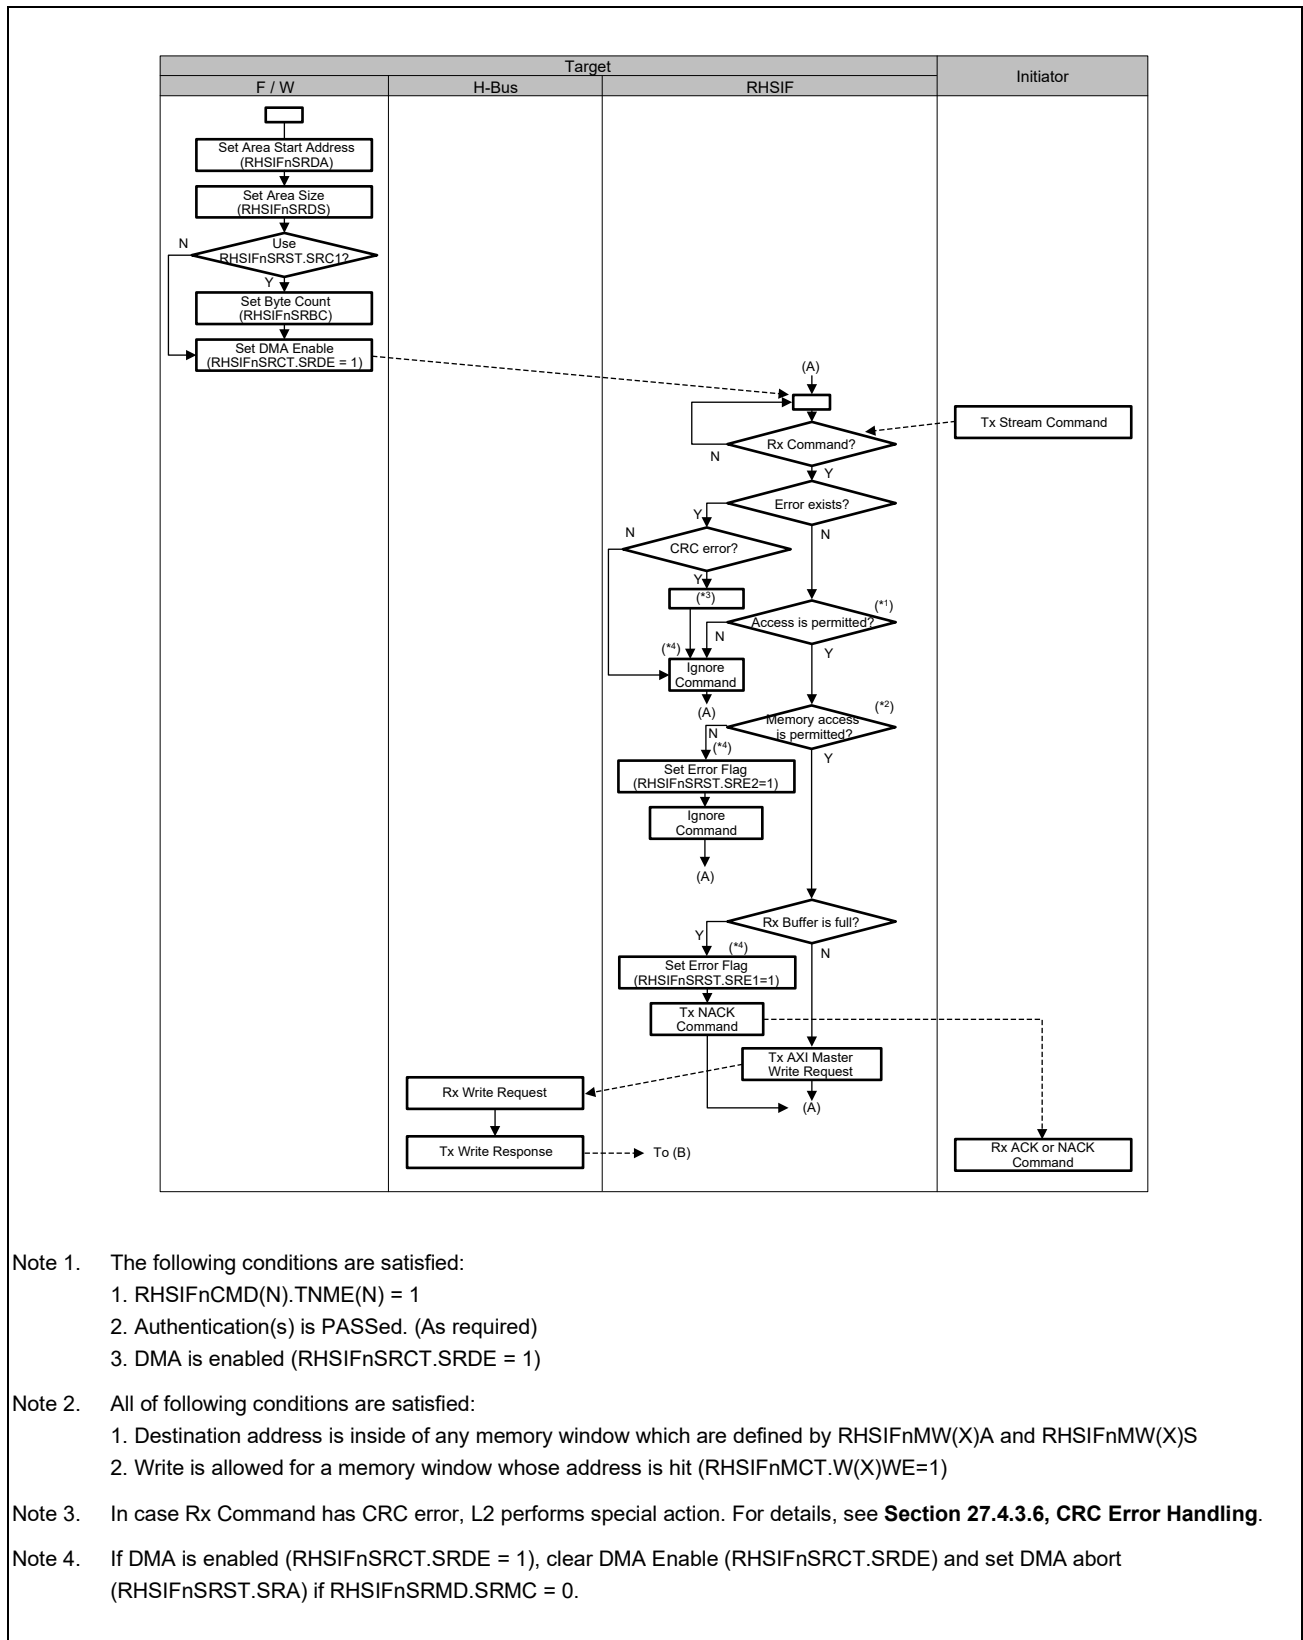 Target
Initiator
F / W
H-Bus
RHSIF
Set Area Start Address
(RHSIFnSRDA)
Set Area Size
(RHSIFnSRDS)
N
Use
RHSIFnSRST.SRC1?
Y
Set Byte Count
(RHSIFnSRBC)
Set DMA Enable
(RHSIFnSRCT.SRDE = 1)
(A)
Tx Stream Command
Rx Command?
N
Y
Error exists?
Y
N
N
CRC error?
Y
(*3)
(*1)
Access is permitted?
N
(*4)
Y
Ignore
Command
(A)
(*2)
Memory access
is permitted?
N
(*4)
Y
Set Error Flag
(RHSIFnSRST.SRE2=1)
Ignore
Command
(A)
Rx Buffer is full?
Y
(*4)
N
Set Error Flag
(RHSIFnSRST.SRE1=1)
Tx NACK
Command
Tx AXI Master
Write Request
Rx Write Request
(A)
Tx Write Response
To (B)
Rx ACK or NACK
Command
Note 1. The following conditions are satisfied:
1. RHSIFnCMD(N).TNME(N) = 1
2. Authentication(s) is PASSed. (As required)
3. DMA is enabled (RHSIFnSRCT.SRDE = 1)
Note 2. All of following conditions are satisfied:
1. Destination address is inside of any memory window which are defined by RHSIFnMW(X)A and RHSIFnMW(X)S
2. Write is allowed for a memory window whose address is hit (RHSIFnMCT.W(X)WE=1)
Note 3. In case Rx Command has CRC error, L2 performs special action. For details, see Section 27.4.3.6, CRC Error Handling.
Note 4. If DMA is enabled (RHSIFnSRCT.SRDE = 1), clear DMA Enable (RHSIFnSRCT.SRDE) and set DMA abort
(RHSIFnSRST.SRA) if RHSIFnSRMD.SRMC = 0.